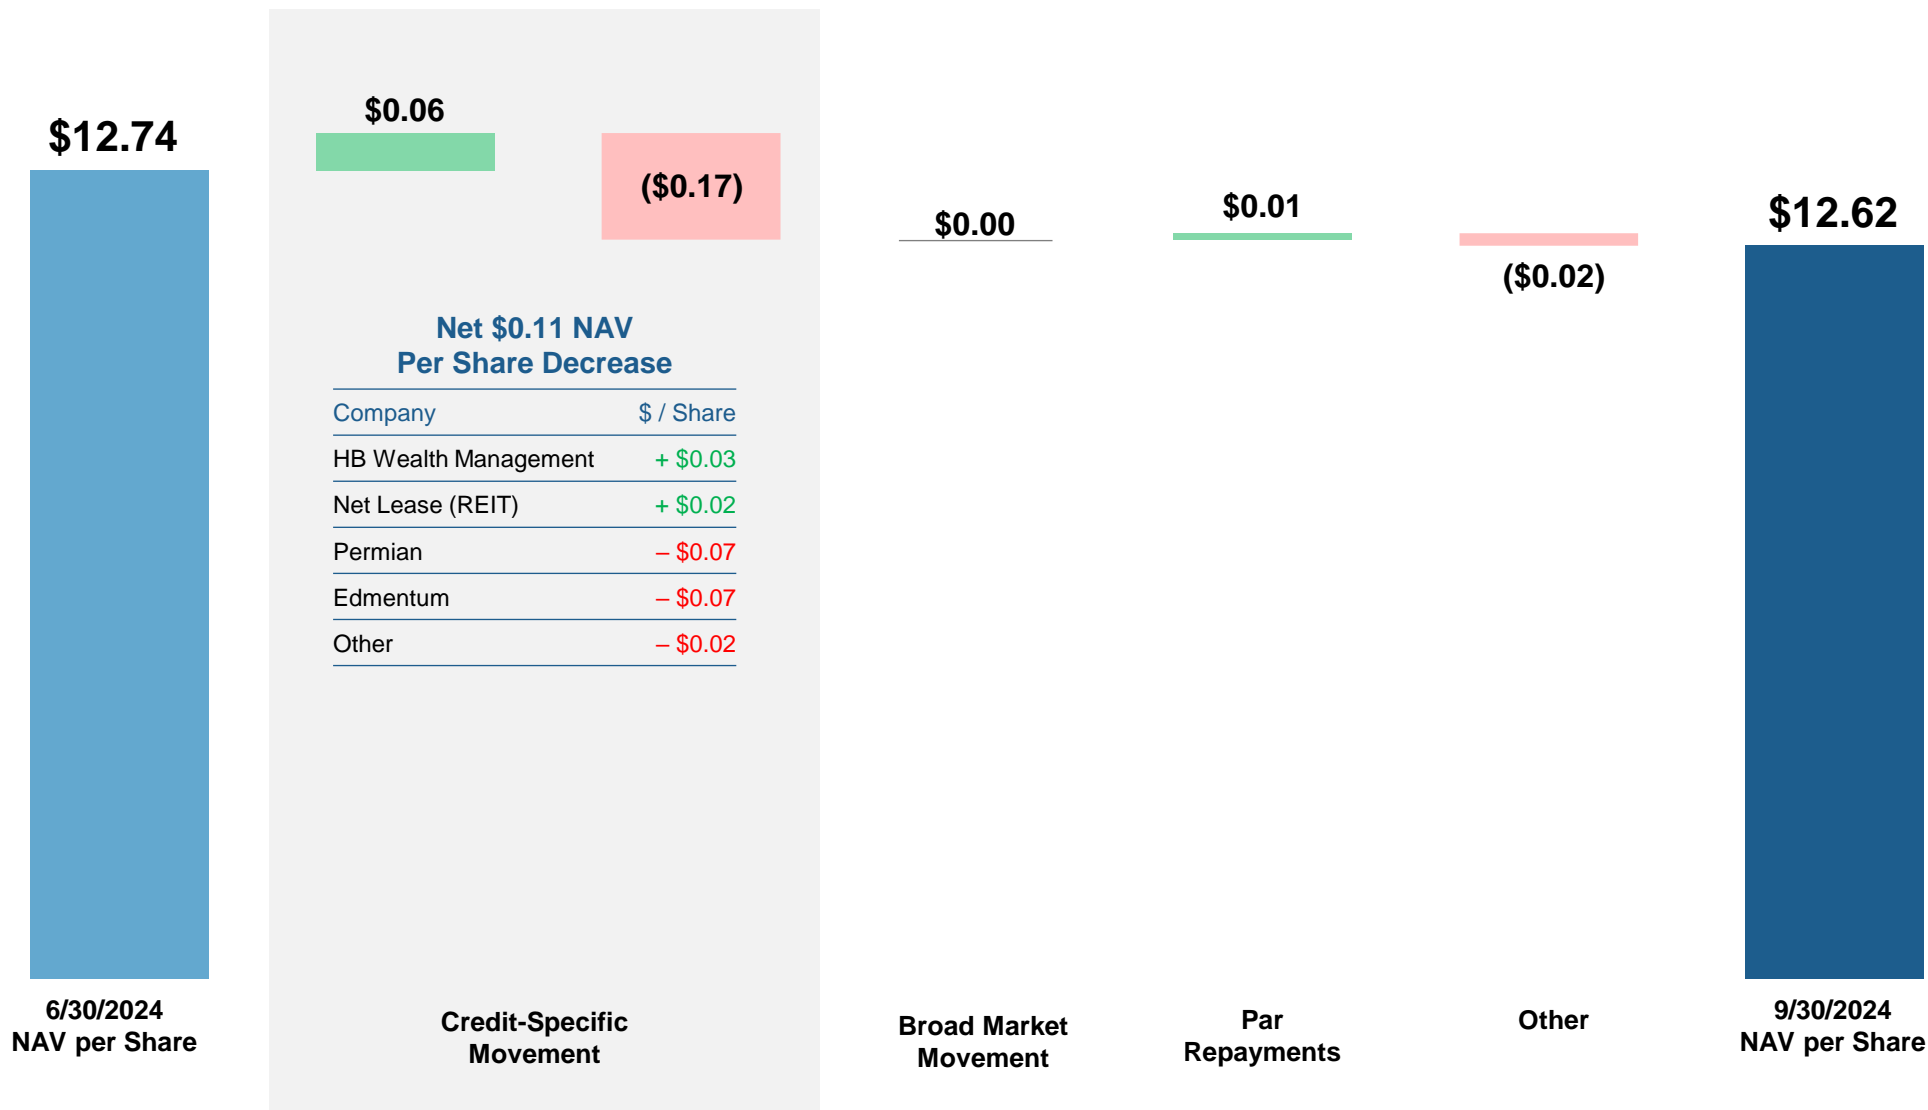 $12.74
6/30/2024
NAV per Share
$0.06
($0.17)
Net $0.11 NAV
Per Share Decrease
Company $ / Share
HB Wealth Management + $0.03
Net Lease (REIT) + $0.02
Permian – $0.07
Edmentum – $0.07
Other – $0.02
Credit-Specific
Movement
$0.00
Broad Market
Movement
$0.01
Par
Repayments
($0.02)
Other
$12.62
9/30/2024
NAV per Share